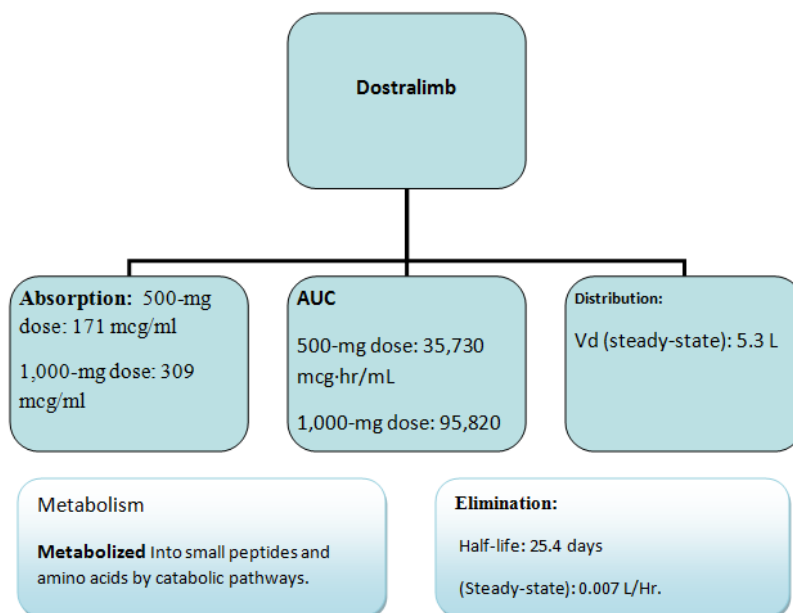 Dostralimb
Absorption: 500-mg
dose: 171 mcg/ml
1,000-mg dose: 309
mcg/ml
AUC
500-mg dose: 35,730
mcg·hr/mL
1,000-mg dose: 95,820
Distribution:
Vd (steady-state): 5.3 L
Metabolism
Metabolized Into small peptides and
amino acids by catabolic pathways.
Elimination:
Half-life: 25.4 days
(Steady-state): 0.007 L/Hr.